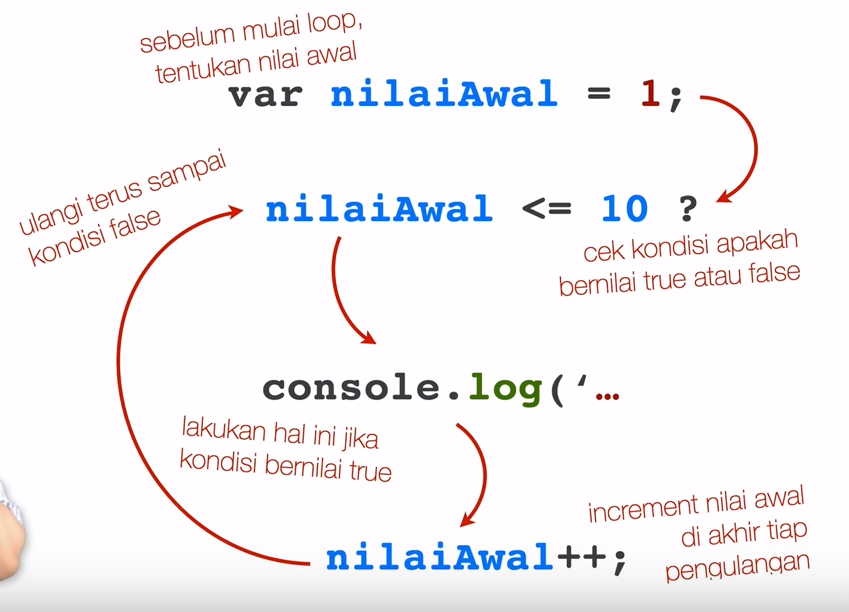 sebelum mulai loop,
tentukan nilai awal
var nilaiAwal = 1;
ulangi terus sampai
kondisi false
nilaiAwal <= 10 ?
cek kondisi apakah
bernilai true atau false
console.log(‘…
lakukan hal ini jika
kondisi bernilai true
nilaiAwal++;
increment nilai awal
di akhir tiap
pengulangan